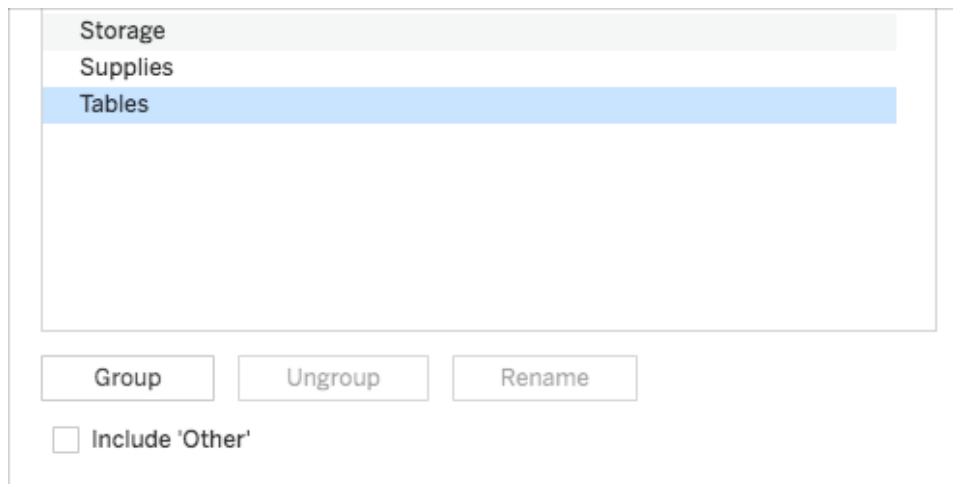 Storage
Supplies
Tables
Group Ungroup Rename
Include 'Other'